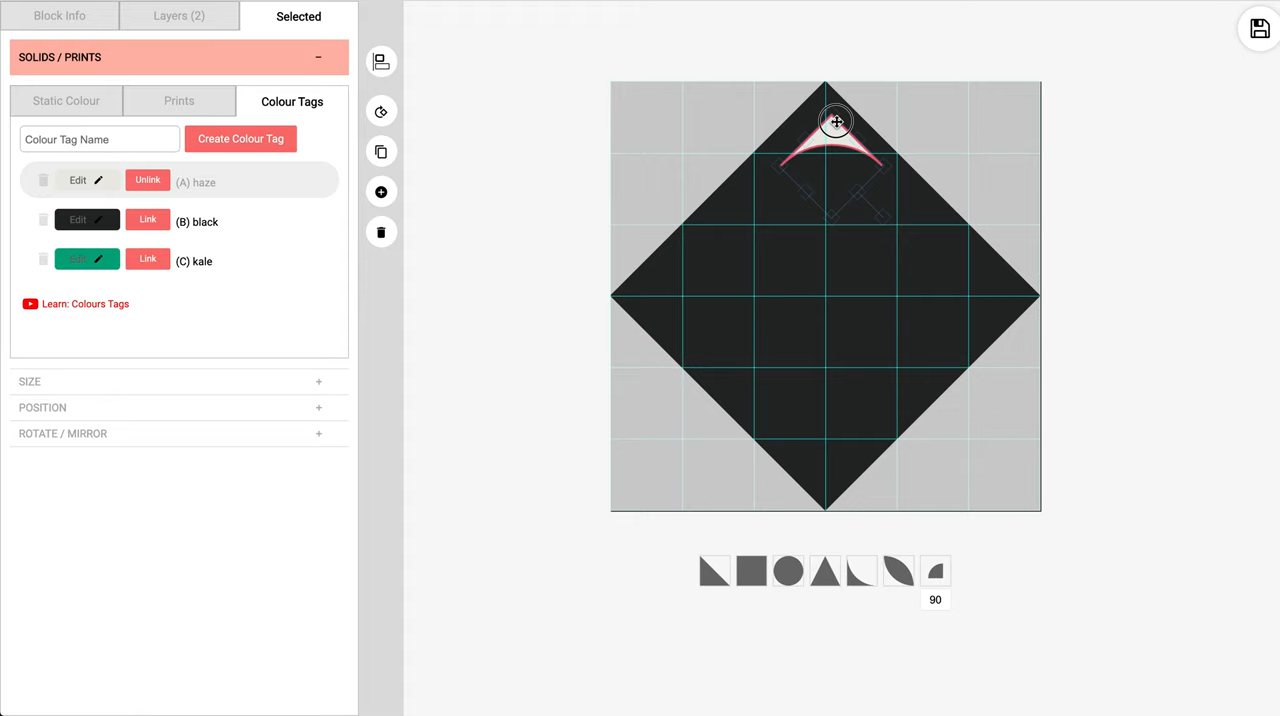 Block Info
Layers (2)
Selected
SOLIDS / PRINTS
Static Colour
Prints
Colour Tags
Colour Tag Name
Create Colour Tag
Edit Unlink (A) haze
Edit Link (B) black
Edit Link (C) kale
Learn: Colours Tags
SIZE
POSITION
ROTATE / MIRROR
90